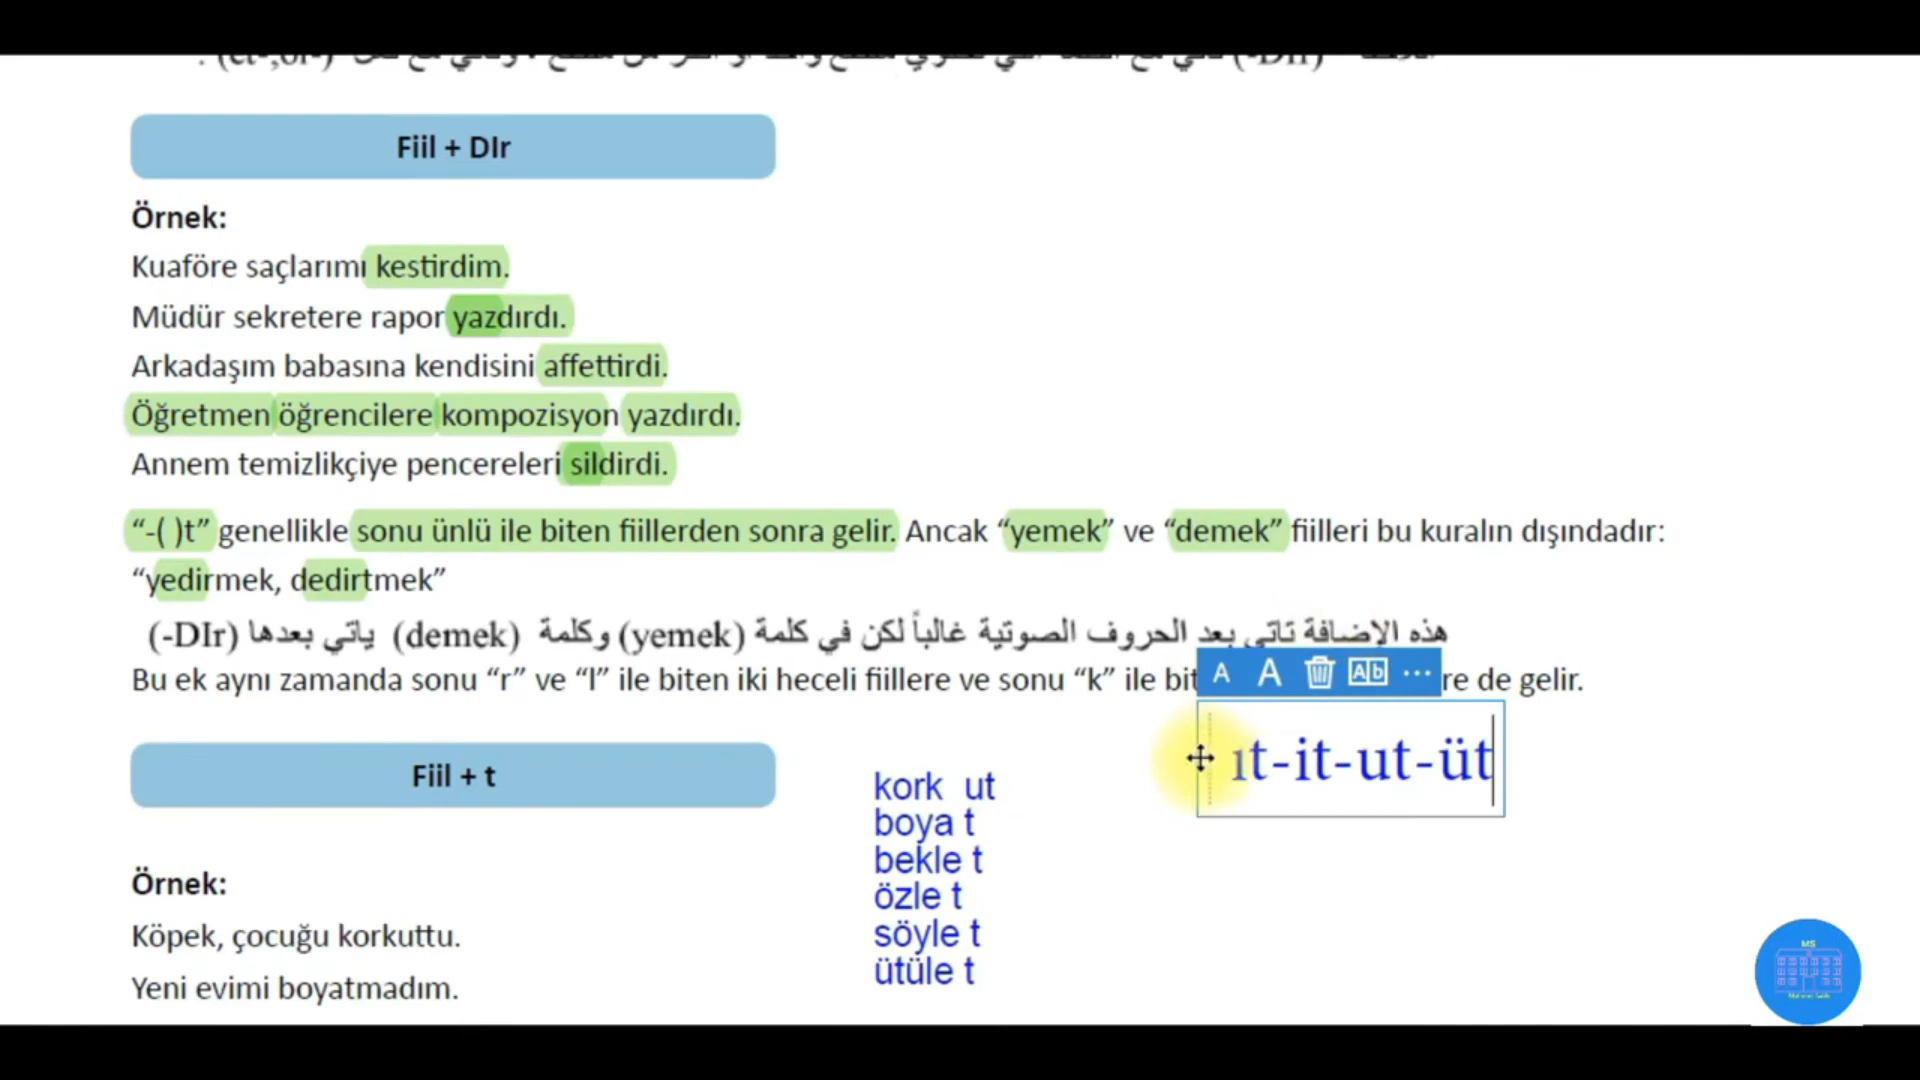 Fiil + DIr
Örnek:
Kuaföre saçlarımı kestirdim.
Müdür sekretere rapor yazdırdı.
Arkadaşım babasına kendisini affettirdi.
Öğretmen öğrencilere kompozisyon yazdırdı.
Annem temizlikçiye pencereleri sildirdi.
“-( )t” genellikle sonu ünlü ile biten fiillerden sonra gelir. Ancak “yemek” ve “demek” fiilleri bu kuralın dışındadır:
“yedirmek, dedirtmek”
هذه الإضافة تاتي بعد الحروف الصوتية غالباً لكن في كلمة (yemek) وكلمة (demek) ياتي بعدها (-DIr)
Bu ek aynı zamanda sonu “r” ve “l” ile biten iki heceli fiillere ve sonu “k” ile bit re de gelir.
A A Ab ...
ıt-it-ut-üt
Fiil + t
kork ut
boya t
bekle t
özle t
söyle t
ütüle t
Örnek:
Köpek, çocuğu korkuttu.
Yeni evimi boyatmadım.
MS